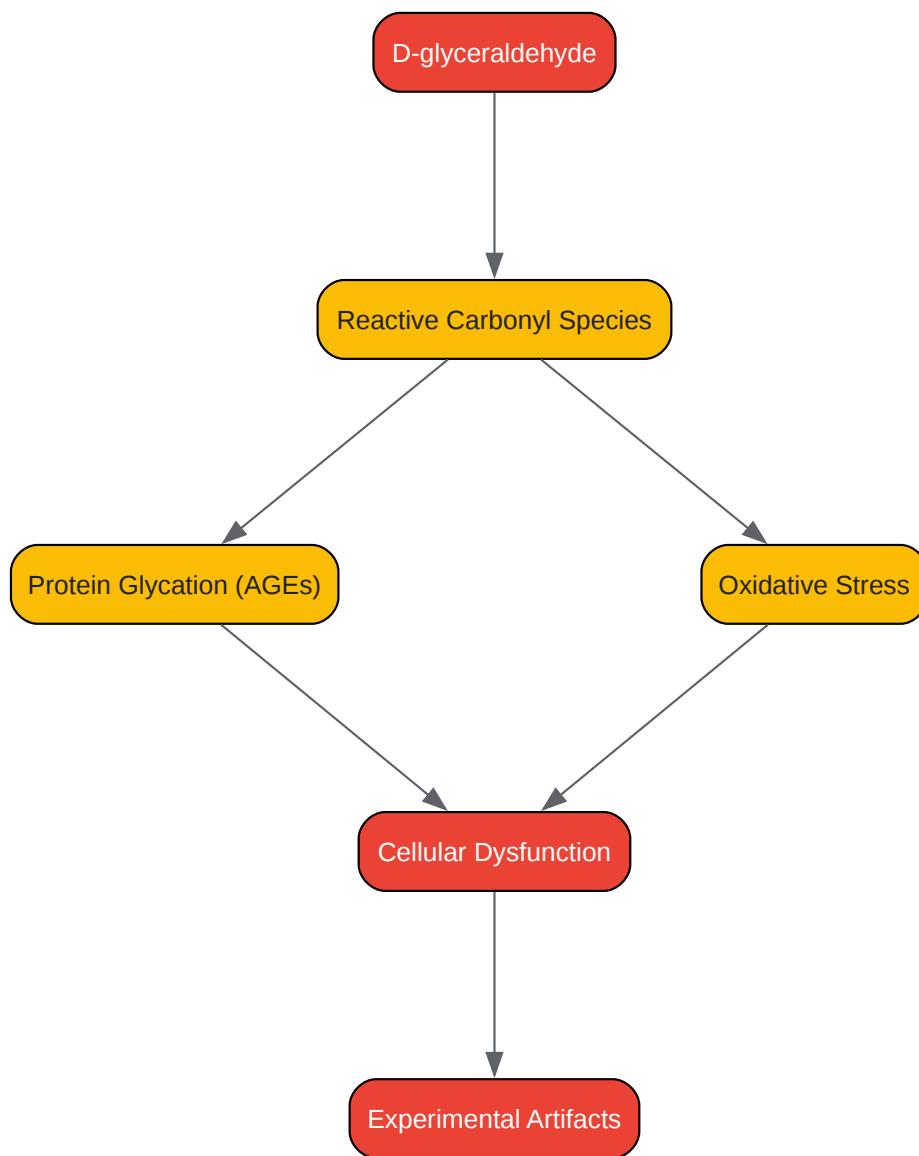 D-glyceraldehyde
Reactive Carbonyl Species
Protein Glycation (AGEs)
Oxidative Stress
Cellular Dysfunction
Experimental Artifacts